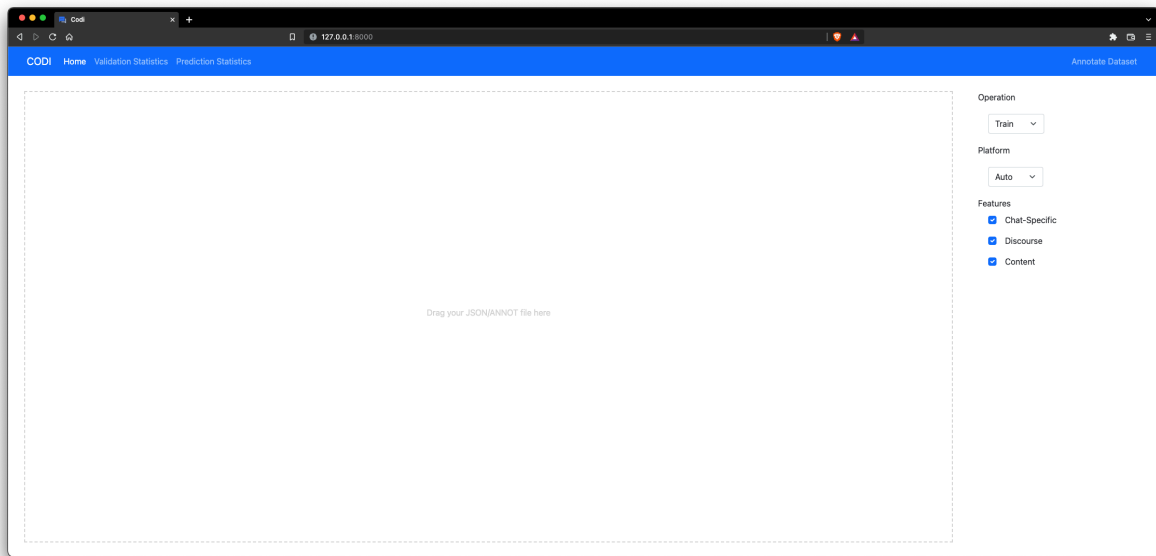 Codi
127.0.0.1:8000
CODI Home Validation Statistics Prediction Statistics Annotate Dataset
Operation
Train
Platform
Auto
Features
Chat-Specific
Discourse
Content
Drag your JSON/ANNOT file here